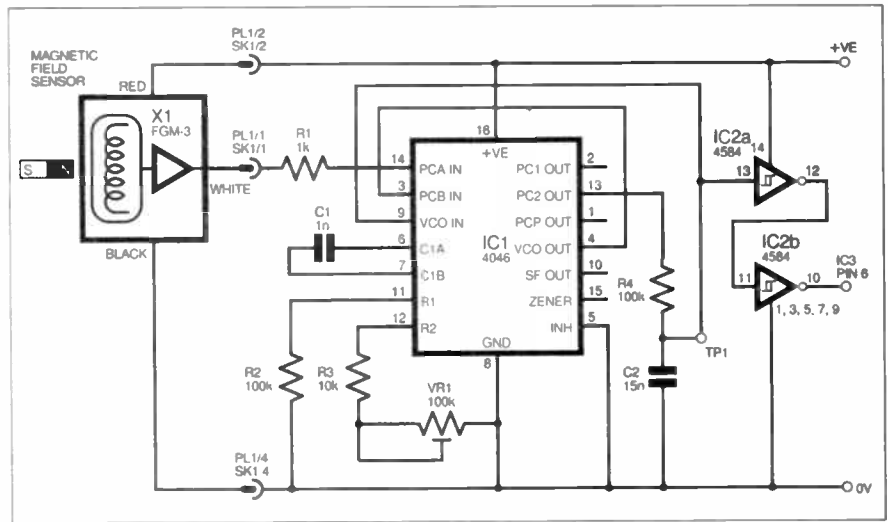 PL1/2
SK1/2
+VE
MAGNETIC
FIELD
SENSOR
RED
X1
FGM-3
PL1/1
SK1/1
R1
1k
WHITE
S
BLACK
16
+VE
14
PCA IN
PC1 OUT
2
3
PCB IN
PC2 OUT
13
9
VCO IN
PCP OUT
1
6
C1A
VCO OUT
4
7
C1B
SF OUT
10
11
R1
ZENER
15
12
R2
INH
5
IC1
4046
GND
8
C1
1n
R2
100k
R3
10k
VR1
100k
R4
100k
C2
15n
TP1
IC2a
4584
14
13
12
IC2b
4584
11
10
1, 3, 5, 7, 9
IC3
PIN 6
PL1/4
SK1 4
0V